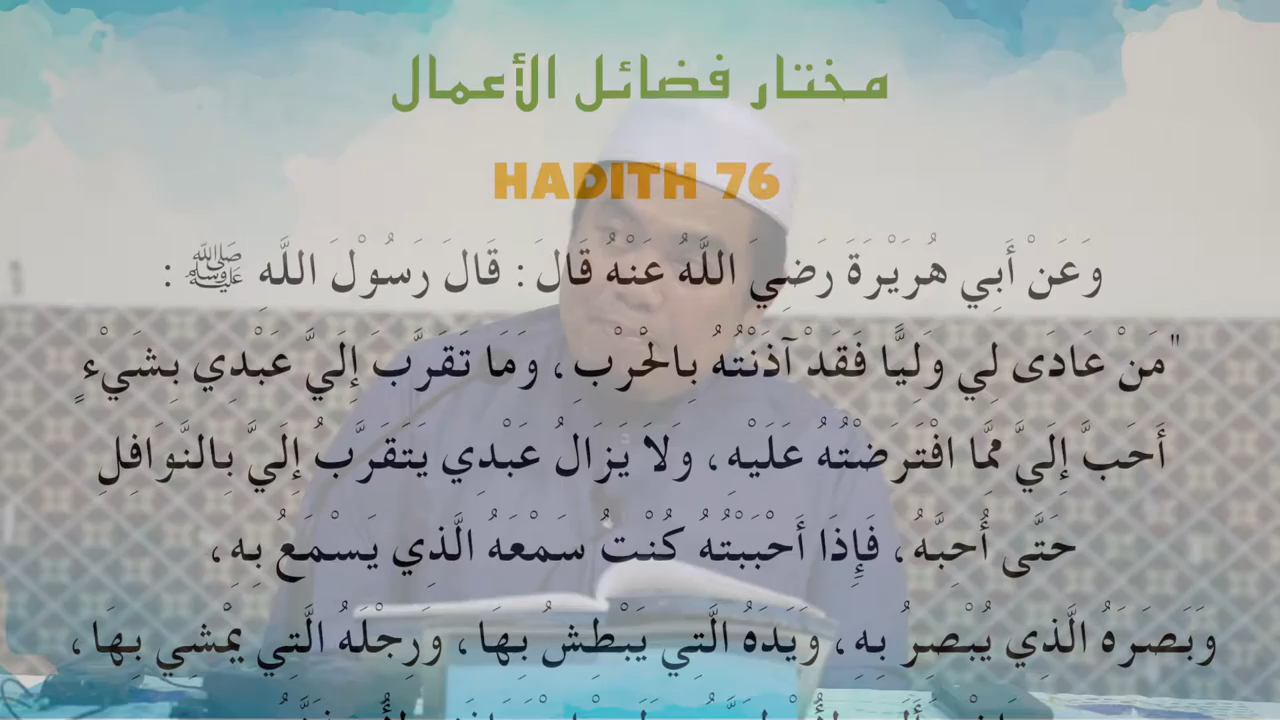 مختار فضائل الأعمال
HADITH 76
وَعَنْ أَبِي هُرَيْرَةَ رَضِيَ اللَّهُ عَنْهُ قَالَ : قَالَ رَسُوْلَ اللَّهِ ﷺ :
"مَنْ عَادَى لِي وَلِيًّا فَقَدْ آذَنْتُهُ بِالْحْرْبِ، وَمَا تَقَرَّبَ إِلَيَّ عَبْدِي بِشَيْءٍ
أَحَبَّ إِلَيَّ مِمَّا افْتَرَضْتُهُ عَلَيْهِ، وَلاَ يَزَالُ عَبْدِي يَتَقَرَّبُ إِلَيَّ بِالنَّوَافِلِ
حَتَّى أُحِبَّهُ، فَإِذَا أَحْبَبْتُهُ كُنْتُ سَمْعَهُ الَّذِي يَسْمَعُ بِهِ،
وَبَصَرَهُ الَّذِي يُبْصِرُ بِهِ، وَيَدَهُ الَّتِي يَبْطِشُ بِهَا، وَرِجْلَهُ الَّتِي يَمْشِي بِهَا،